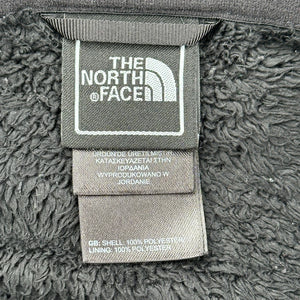 THE
NORTH
FACE
®
ΚΑΤΑΣΚΕΥΑΖΕΤΑΙ ΣΤΗΝ
ΙΟΡΔΑΝΙΑ
WYPRODUKOWANO W
JORDANIE
GB: SHELL: 100% POLYESTER,
LINING: 100% POLYESTER